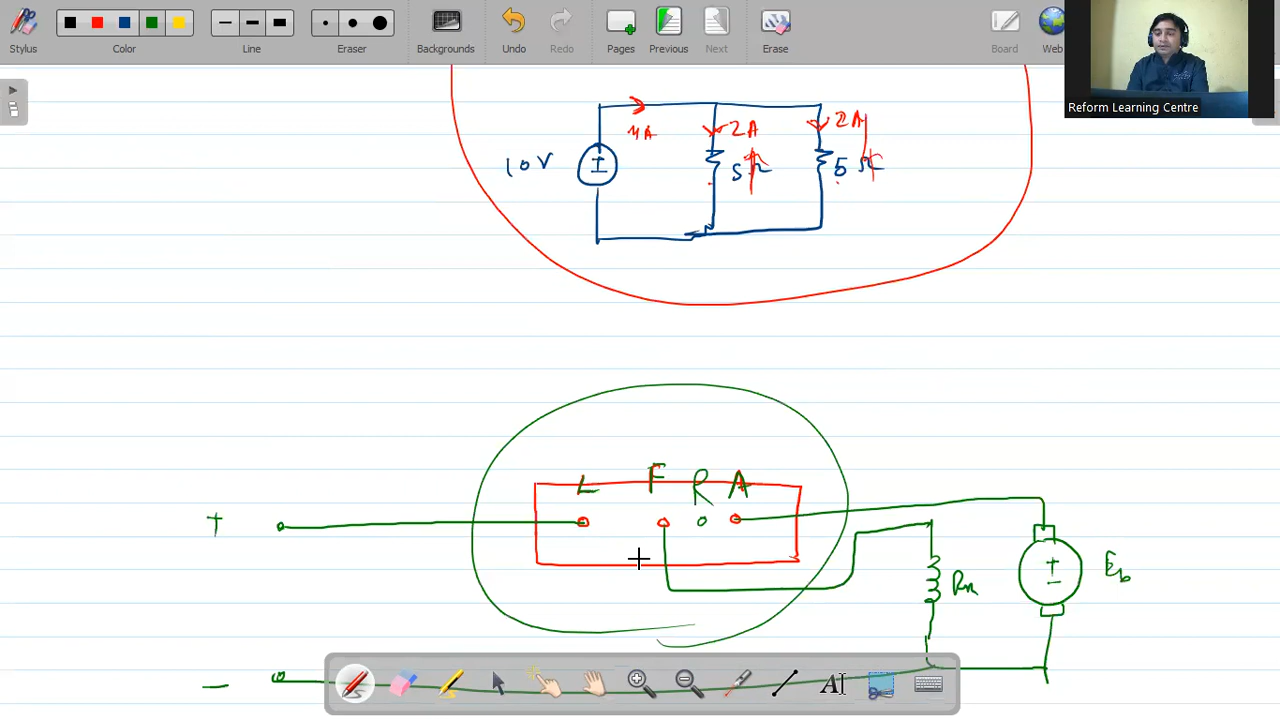 Stylus
Color
Line
Eraser
Backgrounds
Undo
Redo
Pages
Previous
Next
Erase
Board
Web
Reform Learning Centre
4A
2A
2A
10V
5Ω
5Ω
L
F
R
A
+
Eb
−
AI